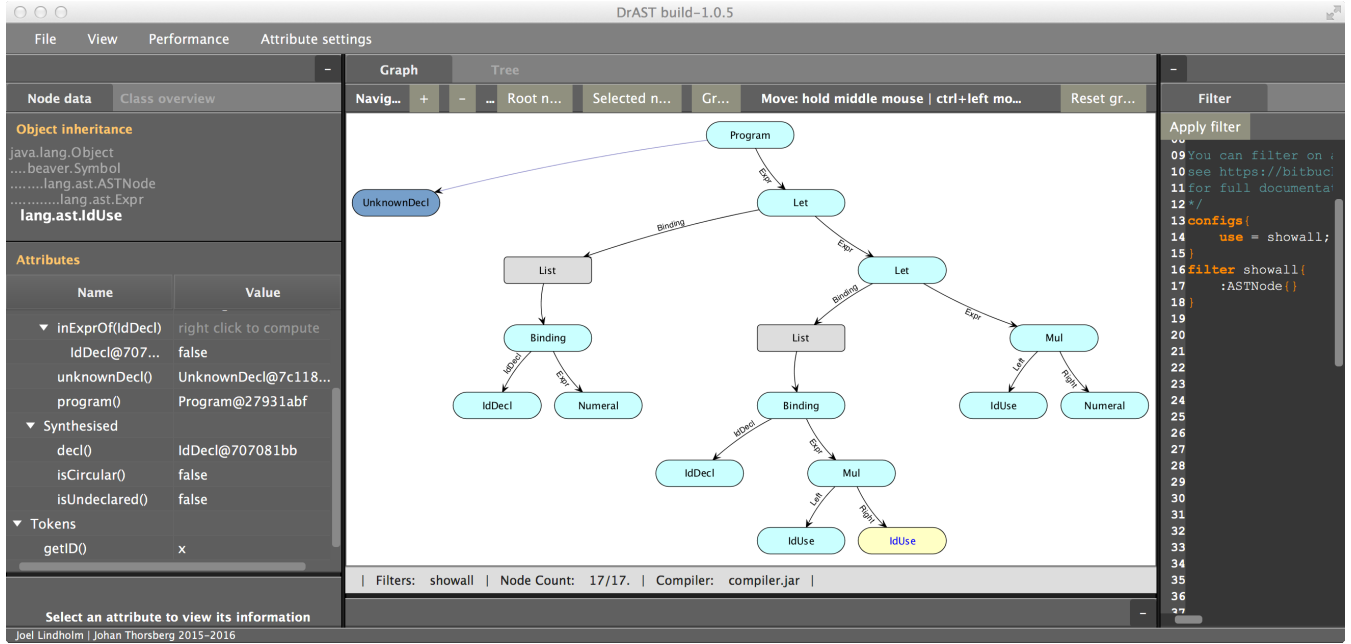 DrAST build-1.0.5
File View Performance Attribute settings
Node data Class overview
Object inheritance
java.lang.Object
....beaver.Symbol
........lang.ast.ASTNode
............lang.ast.Expr
lang.ast.IdUse
Attributes
Name Value
▼ inExprOf(IdDecl) right click to compute
IdDecl@707... false
unknownDecl() UnknownDecl@7c118...
program() Program@27931abf
▼ Synthesised
decl() IdDecl@707081bb
isCircular() false
isUndeclared() false
▼ Tokens
getID() x
Select an attribute to view its information
Joel Lindholm | Johan Thorsberg 2015-2016
Graph Tree
Navig... + - ... Root n... Selected n... Gr... Move: hold middle mouse | ctrl+left mo... Reset gr...
Program
Expr
UnknownDecl
Let
Binding
Expr
List
Let
Binding
Expr
Binding
List
Mul
IdDecl
Expr
Left
Right
IdDecl
Numeral
Binding
IdUse
Numeral
IdDecl
Expr
IdDecl
Mul
Left
Right
IdUse
IdUse
| Filters: showall | Node Count: 17/17. | Compiler: compiler.jar |
-
Filter
Apply filter
09 You can filter on
10 see https://bitbuc
11 for full documenta
12 */
13 configs{
14 use = showall;
15 }
16 filter showall{
17 :ASTNode{}
18 }
19
20
21
22
23
24
25
26
27
28
29
30
31
32
33
34
35
36
37